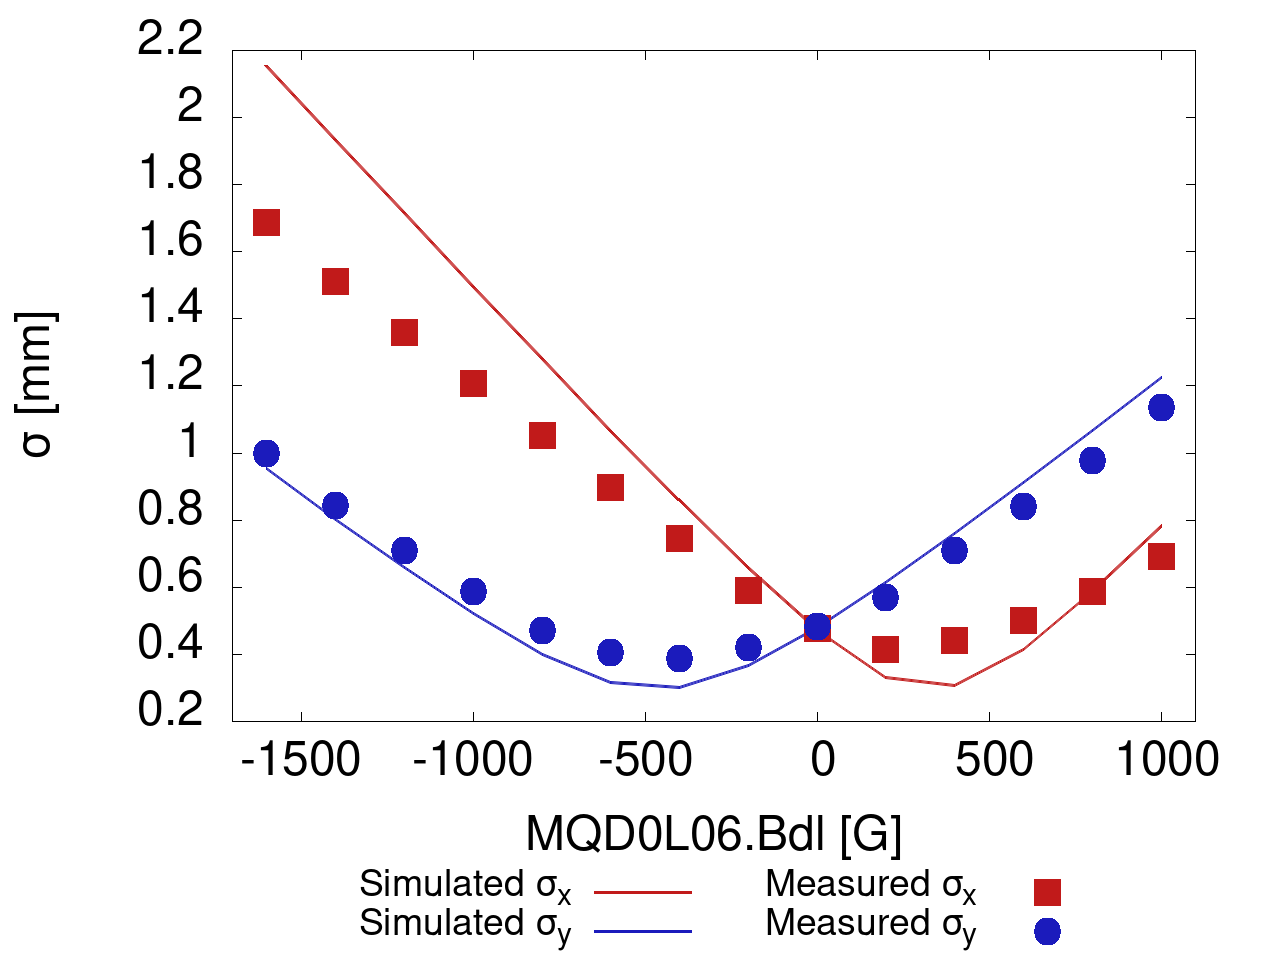 2.2
2
1.8
1.6
1.4
1.2
1
0.8
0.6
0.4
0.2
σ [mm]
-1500 -1000 -500 0 500 1000
MQD0L06.Bdl [G]
Simulated σx Measured σx
Simulated σy Measured σy